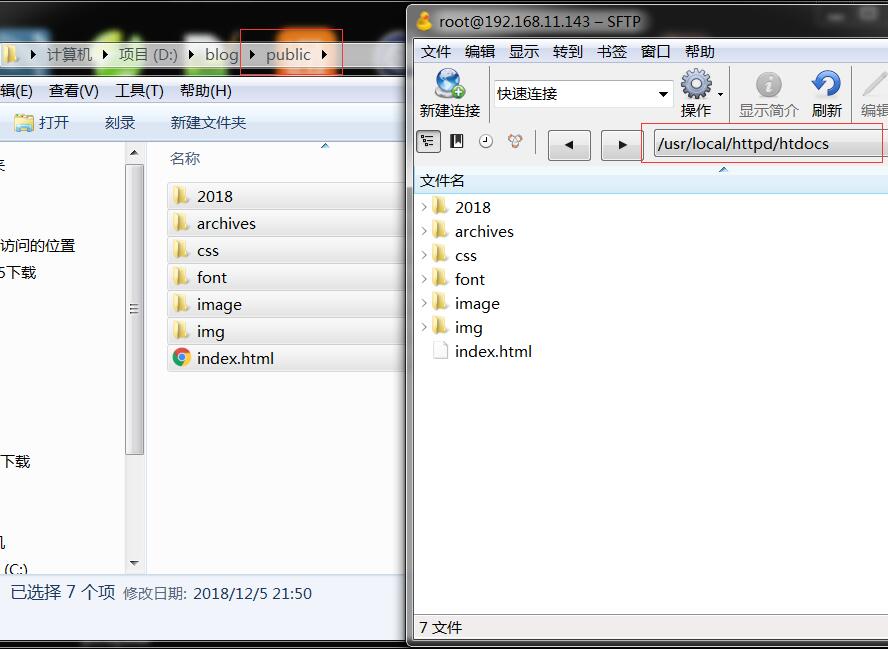 计算机 项目 (D:) blog public
辑(E) 查看(V) 工具(T) 帮助(H)
打开 刻录 新建文件夹
名称
访问的位置
5下载
下载
机
(C:)
2018
archives
css
font
image
img
index.html
已选择 7 个项 修改日期: 2018/12/5 21:50
root@192.168.11.143 – SFTP
文件 编辑 显示 转到 书签 窗口 帮助
新建连接 快速连接 操作 显示简介 刷新 编辑
/usr/local/httpd/htdocs
文件名
2018
archives
css
font
image
img
index.html
7 文件